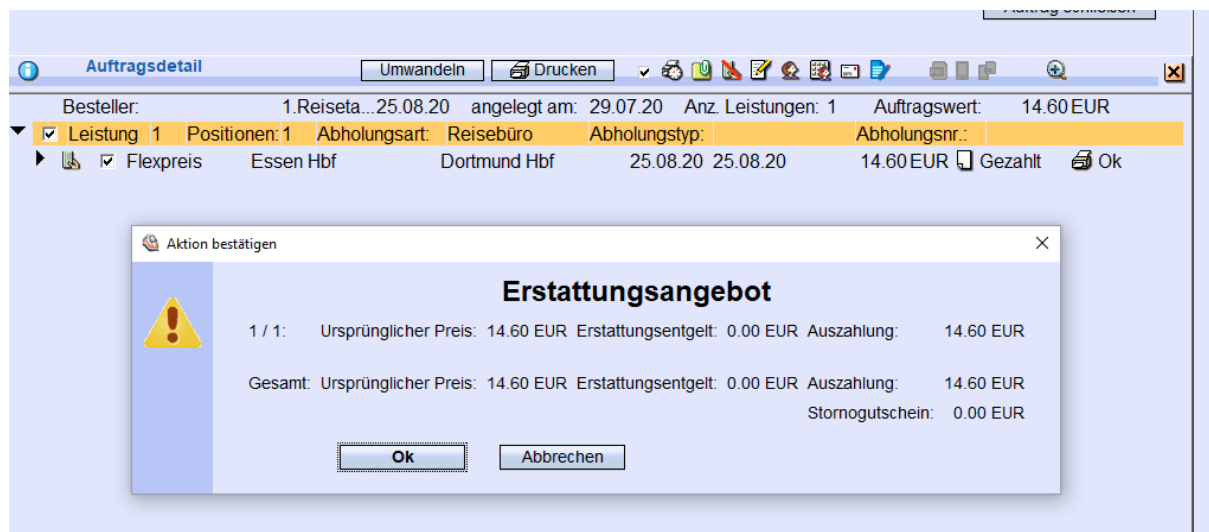 Auftragsdetail Umwandeln Drucken
Besteller: 1.Reiseta...25.08.20 angelegt am: 29.07.20 Anz. Leistungen: 1 Auftragswert: 14.60 EUR
Leistung 1 Positionen: 1 Abholungsart: Reisebüro Abholungstyp: Abholungsnr.:
Flexpreis Essen Hbf Dortmund Hbf 25.08.20 25.08.20 14.60 EUR Gezahlt Ok
Aktion bestätigen
Erstattungsangebot
1 / 1: Ursprünglicher Preis: 14.60 EUR Erstattungsentgelt: 0.00 EUR Auszahlung: 14.60 EUR
Gesamt: Ursprünglicher Preis: 14.60 EUR Erstattungsentgelt: 0.00 EUR Auszahlung: 14.60 EUR
Stornogutschein: 0.00 EUR
Ok Abbrechen